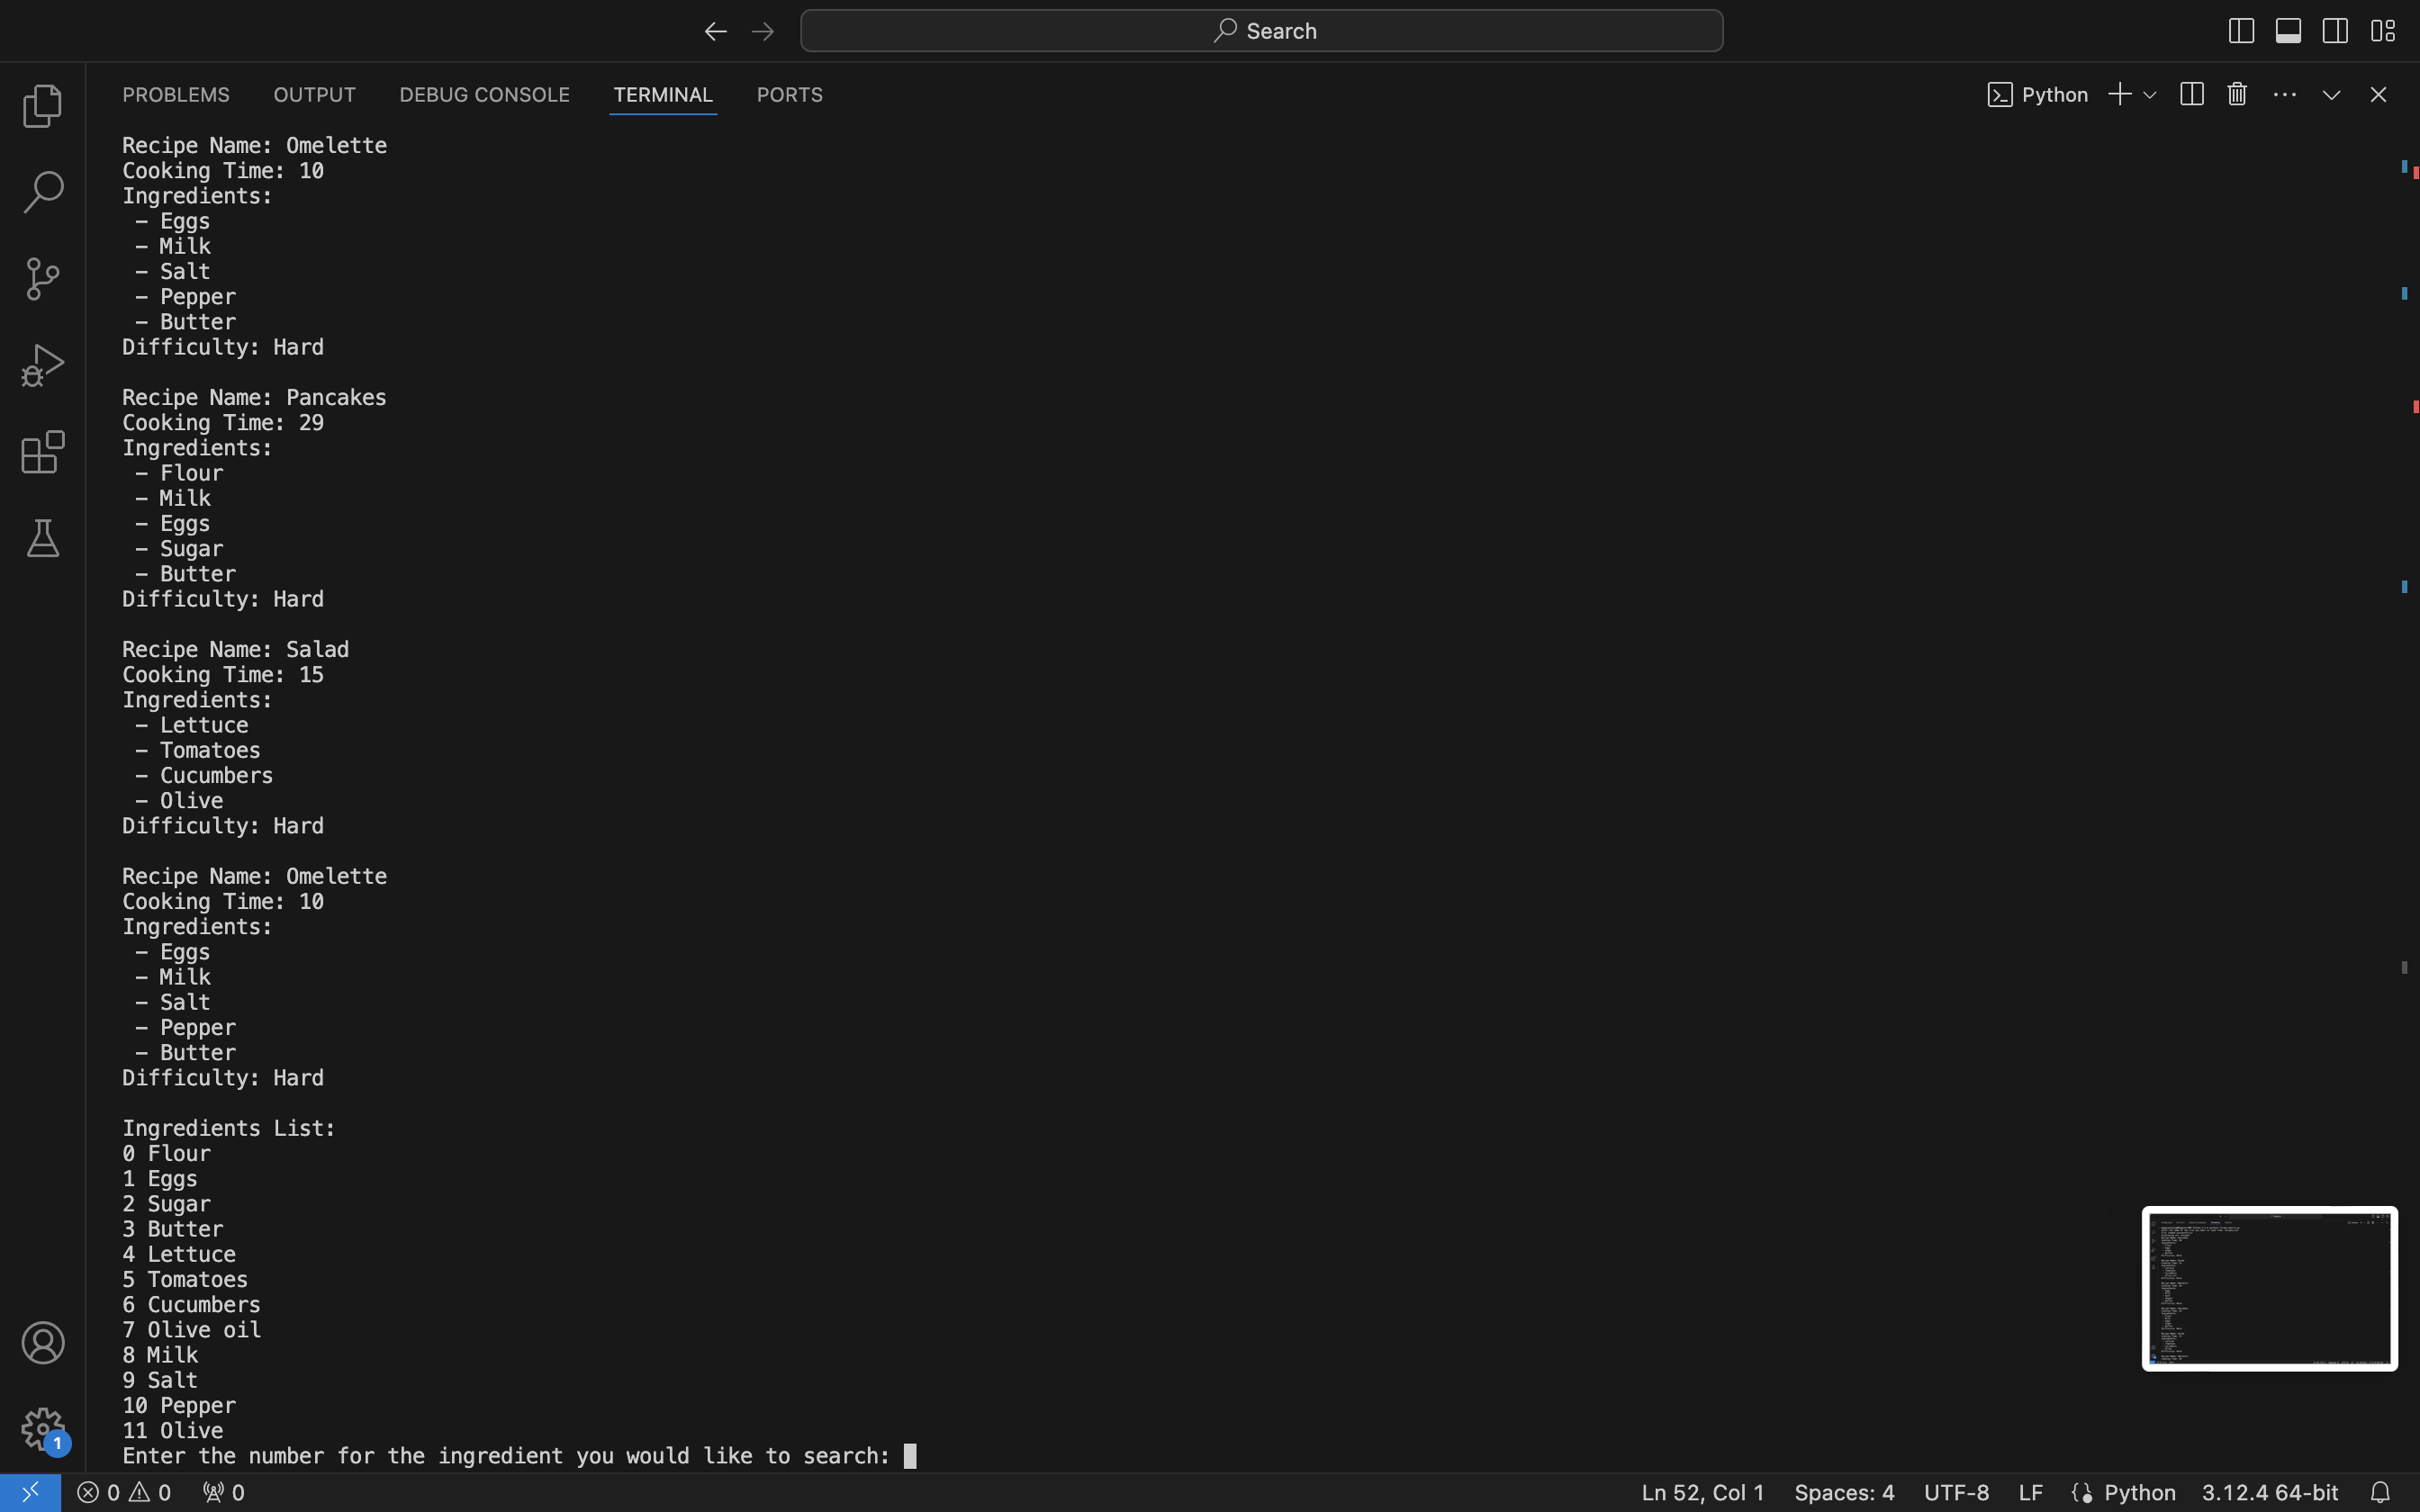 Search
PROBLEMS OUTPUT DEBUG CONSOLE TERMINAL PORTS Python
Recipe Name: Omelette
Cooking Time: 10
Ingredients:
- Eggs
- Milk
- Salt
- Pepper
- Butter
Difficulty: Hard
Recipe Name: Pancakes
Cooking Time: 29
Ingredients:
- Flour
- Milk
- Eggs
- Sugar
- Butter
Difficulty: Hard
Recipe Name: Salad
Cooking Time: 15
Ingredients:
- Lettuce
- Tomatoes
- Cucumbers
- Olive
Difficulty: Hard
Recipe Name: Omelette
Cooking Time: 10
Ingredients:
- Eggs
- Milk
- Salt
- Pepper
- Butter
Difficulty: Hard
Ingredients List:
0 Flour
1 Eggs
2 Sugar
3 Butter
4 Lettuce
5 Tomatoes
6 Cucumbers
7 Olive oil
8 Milk
9 Salt
10 Pepper
11 Olive
Enter the number for the ingredient you would like to search:
1
0 0 0 Ln 52, Col 1 Spaces: 4 UTF-8 LF Python 3.12.4 64-bit